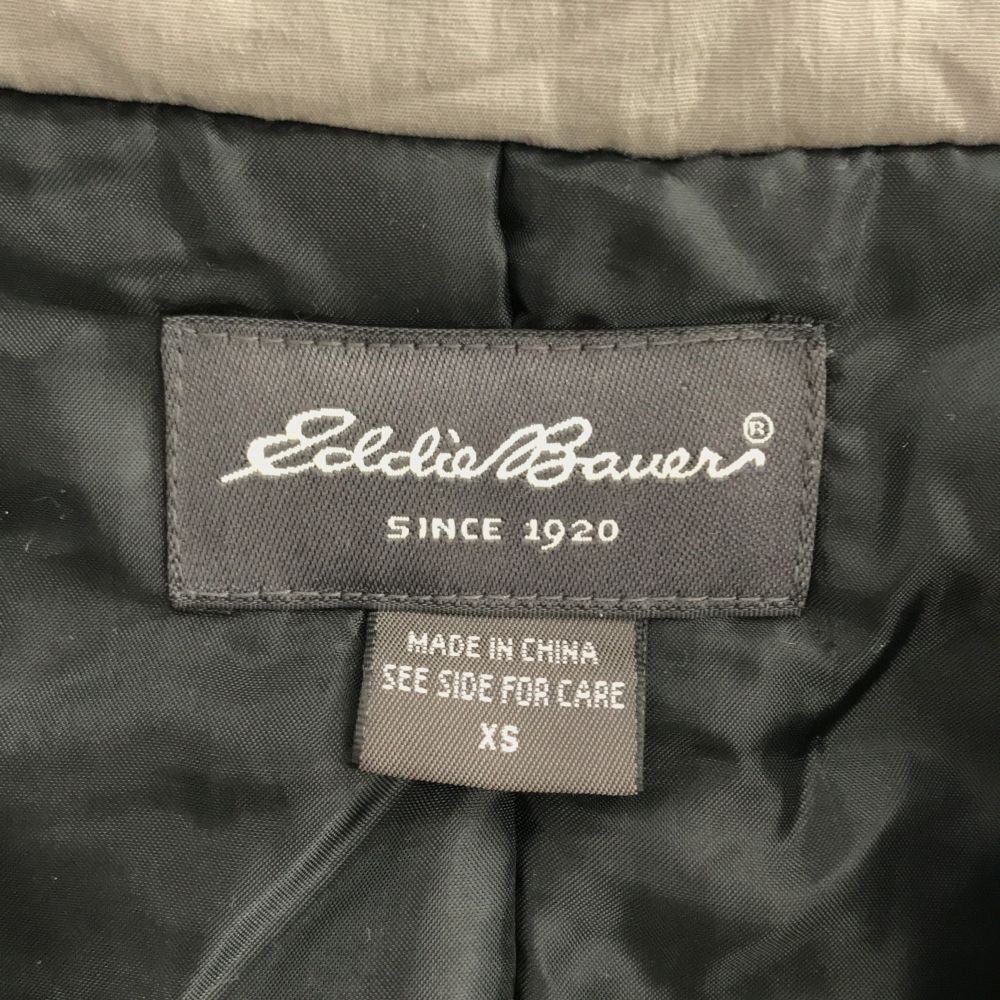 Eddie Bauer®
SINCE 1920
MADE IN CHINA
SEE SIDE FOR CARE
XS